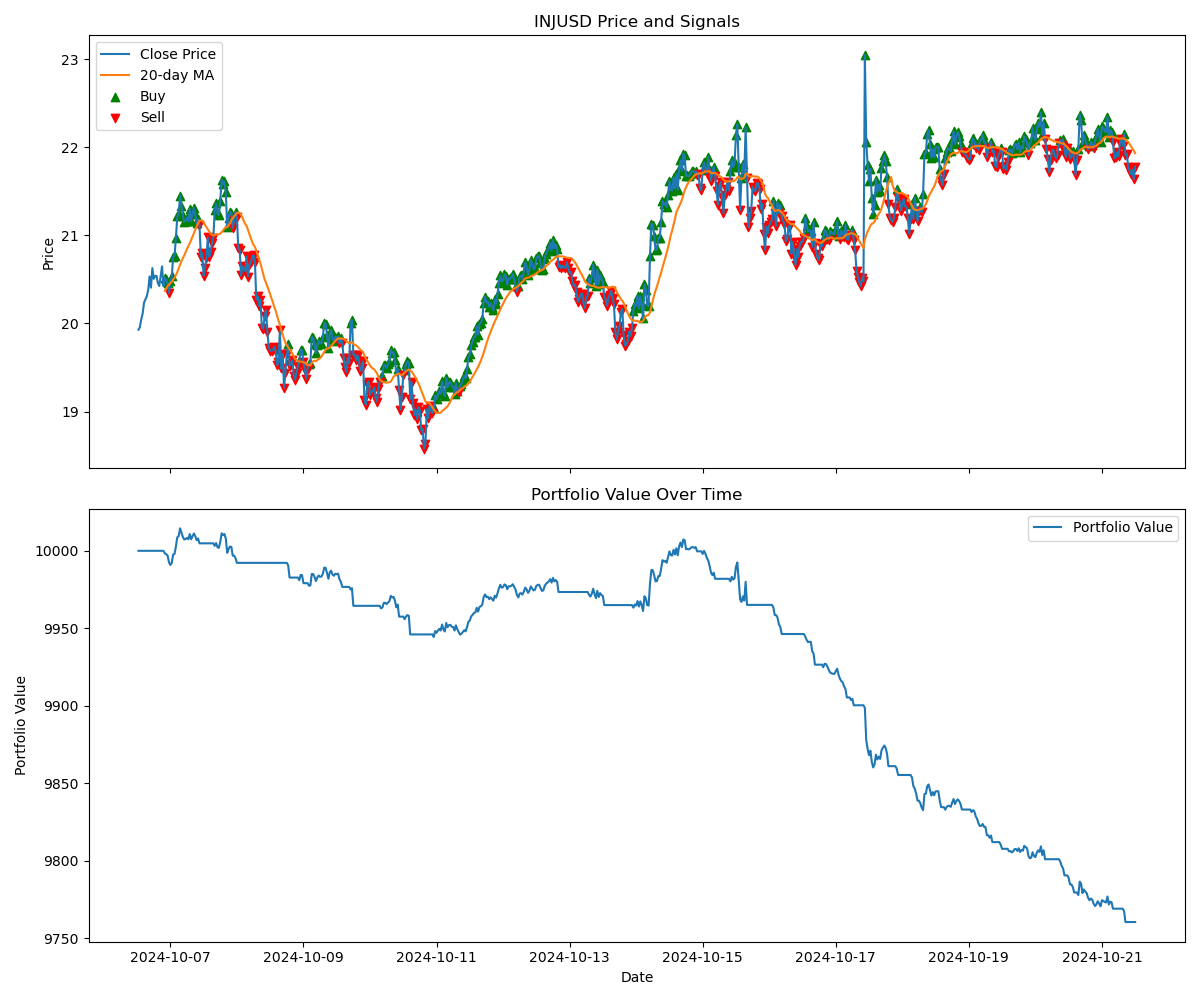 INJUSD Price and Signals
Close Price
20-day MA
Buy
Sell
Price
23
22
21
20
19
Portfolio Value Over Time
Portfolio Value
Portfolio Value
10000
9950
9900
9850
9800
9750
2024-10-07 2024-10-09 2024-10-11 2024-10-13 2024-10-15 2024-10-17 2024-10-19 2024-10-21
Date